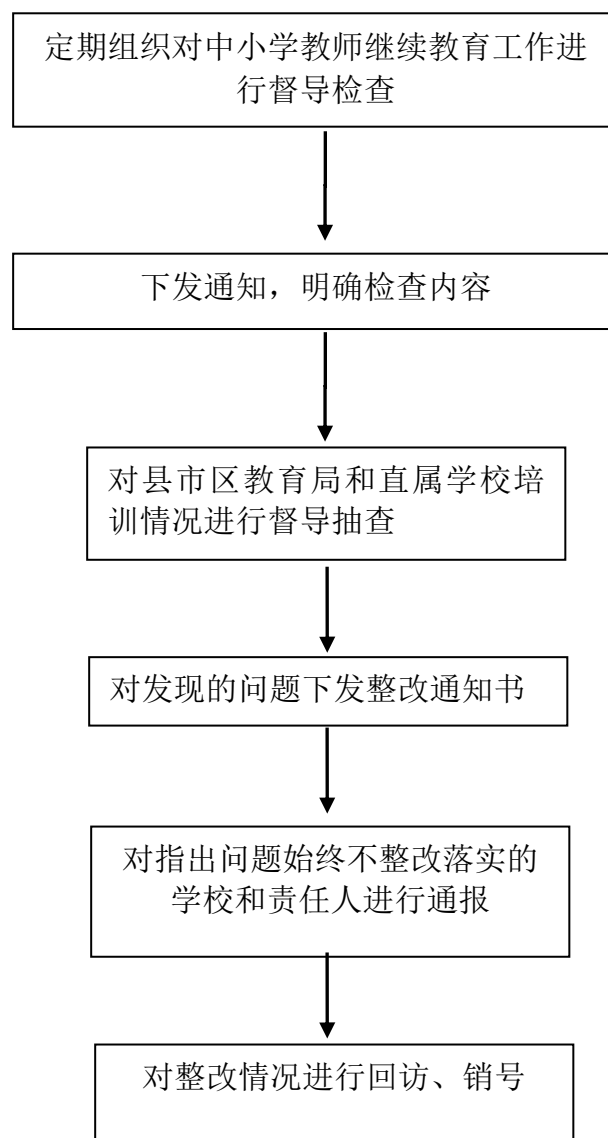 定期组织对中小学教师继续教育工作进
行督导检查
下发通知，明确检查内容
对县市区教育局和直属学校培
训情况进行督导抽查
对发现的问题下发整改通知书
对指出问题始终不整改落实的
学校和责任人进行通报
对整改情况进行回访、销号